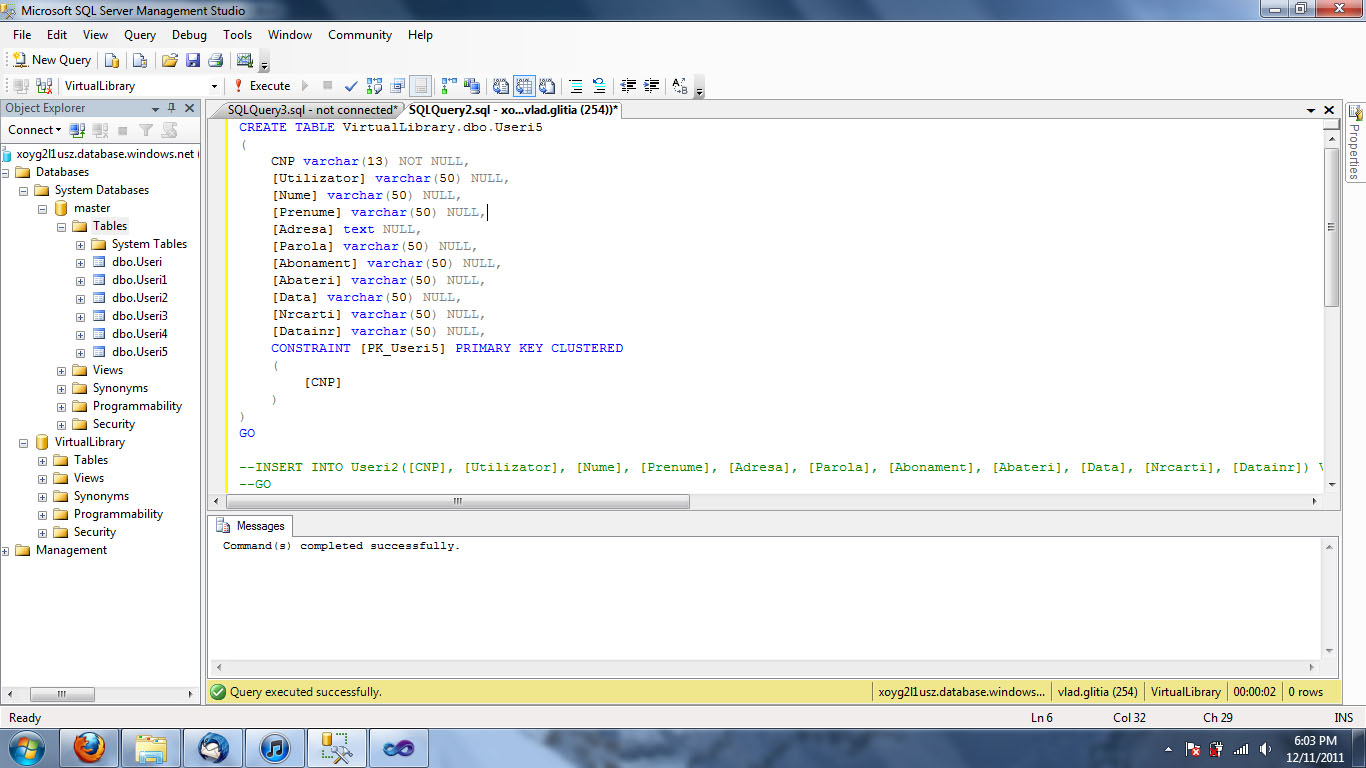 Microsoft SQL Server Management Studio
File Edit View Query Debug Tools Window Community Help
New Query
VirtualLibrary
Execute
Object Explorer
Connect
xoyg2l1usz.database.windows.net (
Databases
System Databases
master
Tables
System Tables
dbo.Useri
dbo.Useri1
dbo.Useri2
dbo.Useri3
dbo.Useri4
dbo.Useri5
Views
Synonyms
Programmability
Security
VirtualLibrary
Tables
Views
Synonyms
Programmability
Security
Management
SQLQuery3.sql - not connected*
SQLQuery2.sql - xo...vlad.glitia (254))*
CREATE TABLE VirtualLibrary.dbo.Useri5
(
CNP varchar(13) NOT NULL,
[Utilizator] varchar(50) NULL,
[Nume] varchar(50) NULL,
[Prenume] varchar(50) NULL,
[Adresa] text NULL,
[Parola] varchar(50) NULL,
[Abonament] varchar(50) NULL,
[Abateri] varchar(50) NULL,
[Data] varchar(50) NULL,
[Nrcarti] varchar(50) NULL,
[Datainr] varchar(50) NULL,
CONSTRAINT [PK_Useri5] PRIMARY KEY CLUSTERED
(
[CNP]
)
)
GO
--INSERT INTO Useri2([CNP], [Utilizator], [Nume], [Prenume], [Adresa], [Parola], [Abonament], [Abateri], [Data], [Nrcarti], [Datainr])
--GO
Properties
Messages
Command(s) completed successfully.
Query executed successfully.
xoyg2l1usz.database.windows... vlad.glitia (254) VirtualLibrary 00:00:02 0 rows
Ready
Ln 6 Col 32 Ch 29 INS
6:03 PM
12/11/2011